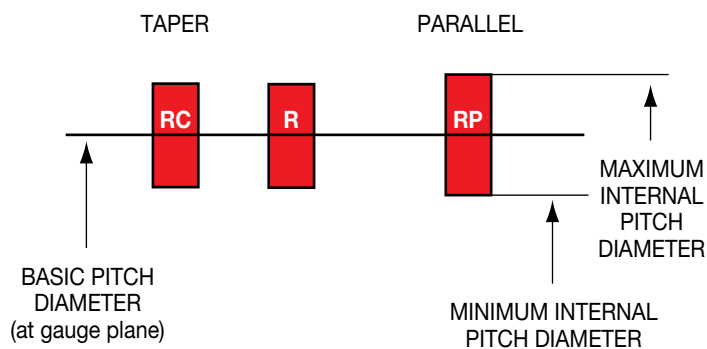 TAPER
PARALLEL
RC
R
RP
MAXIMUM
INTERNAL
PITCH
DIAMETER
BASIC PITCH
DIAMETER
(at gauge plane)
MINIMUM INTERNAL
PITCH DIAMETER